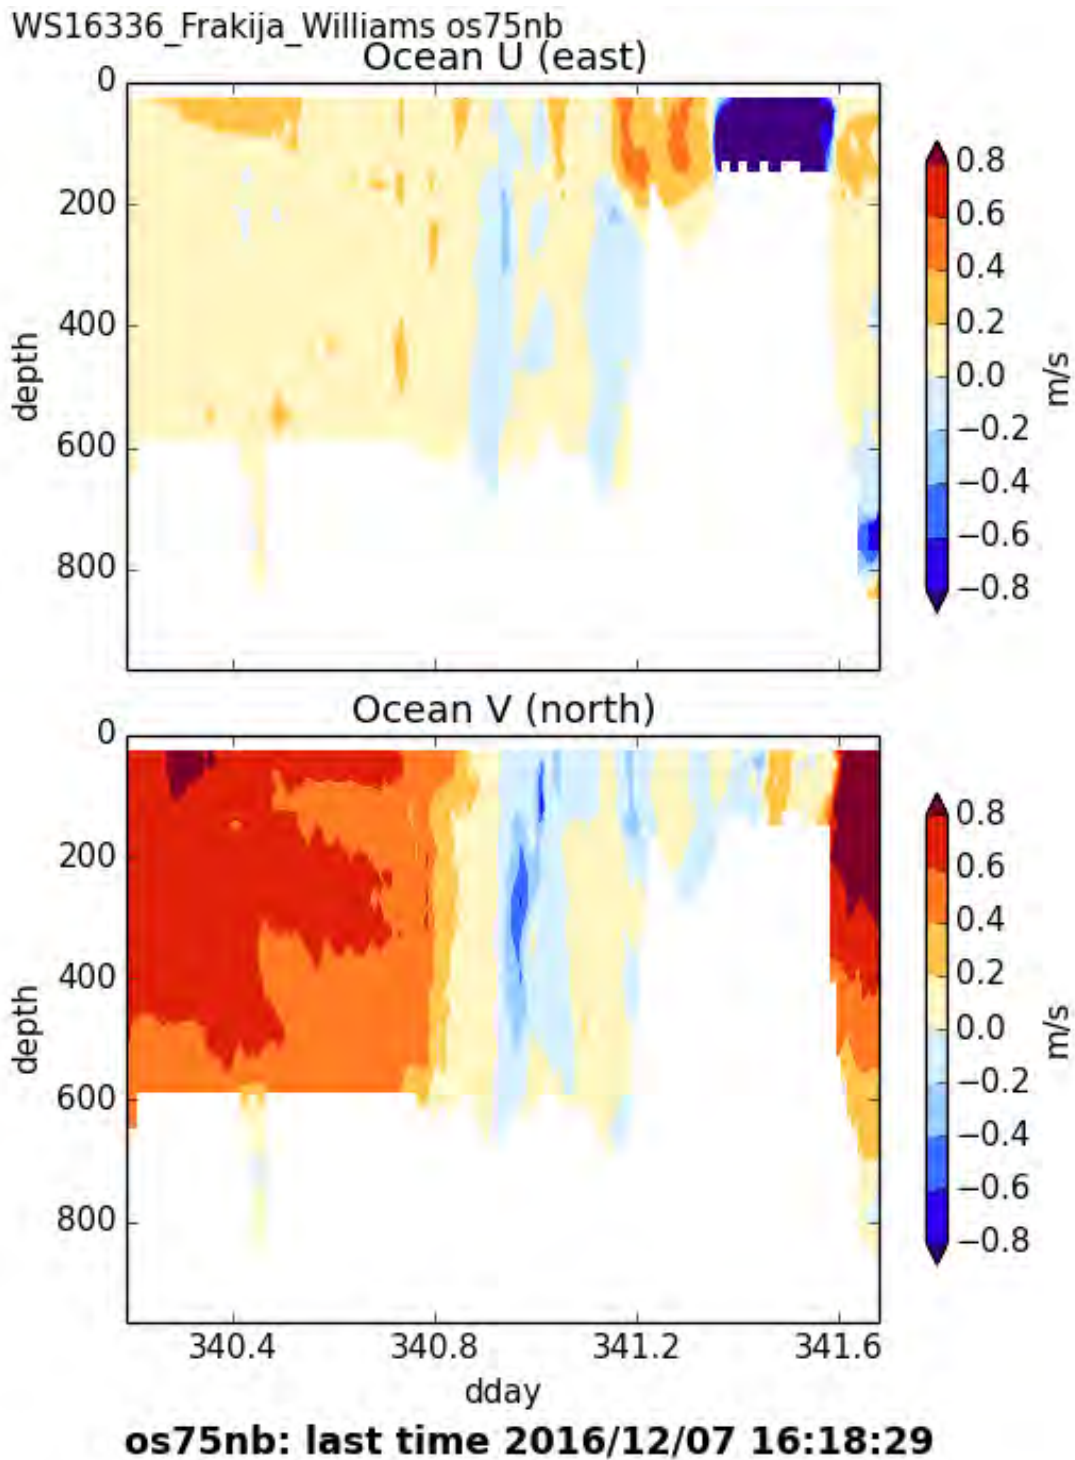 WS16336_Frakija_Williams os75nb
Ocean U (east)
0
200
400
600
800
depth
0.8
0.6
0.4
0.2
0.0
−0.2
−0.4
−0.6
−0.8
m/s
Ocean V (north)
0
200
400
600
800
depth
0.8
0.6
0.4
0.2
0.0
−0.2
−0.4
−0.6
−0.8
m/s
340.4 340.8 341.2 341.6
dday
os75nb: last time 2016/12/07 16:18:29